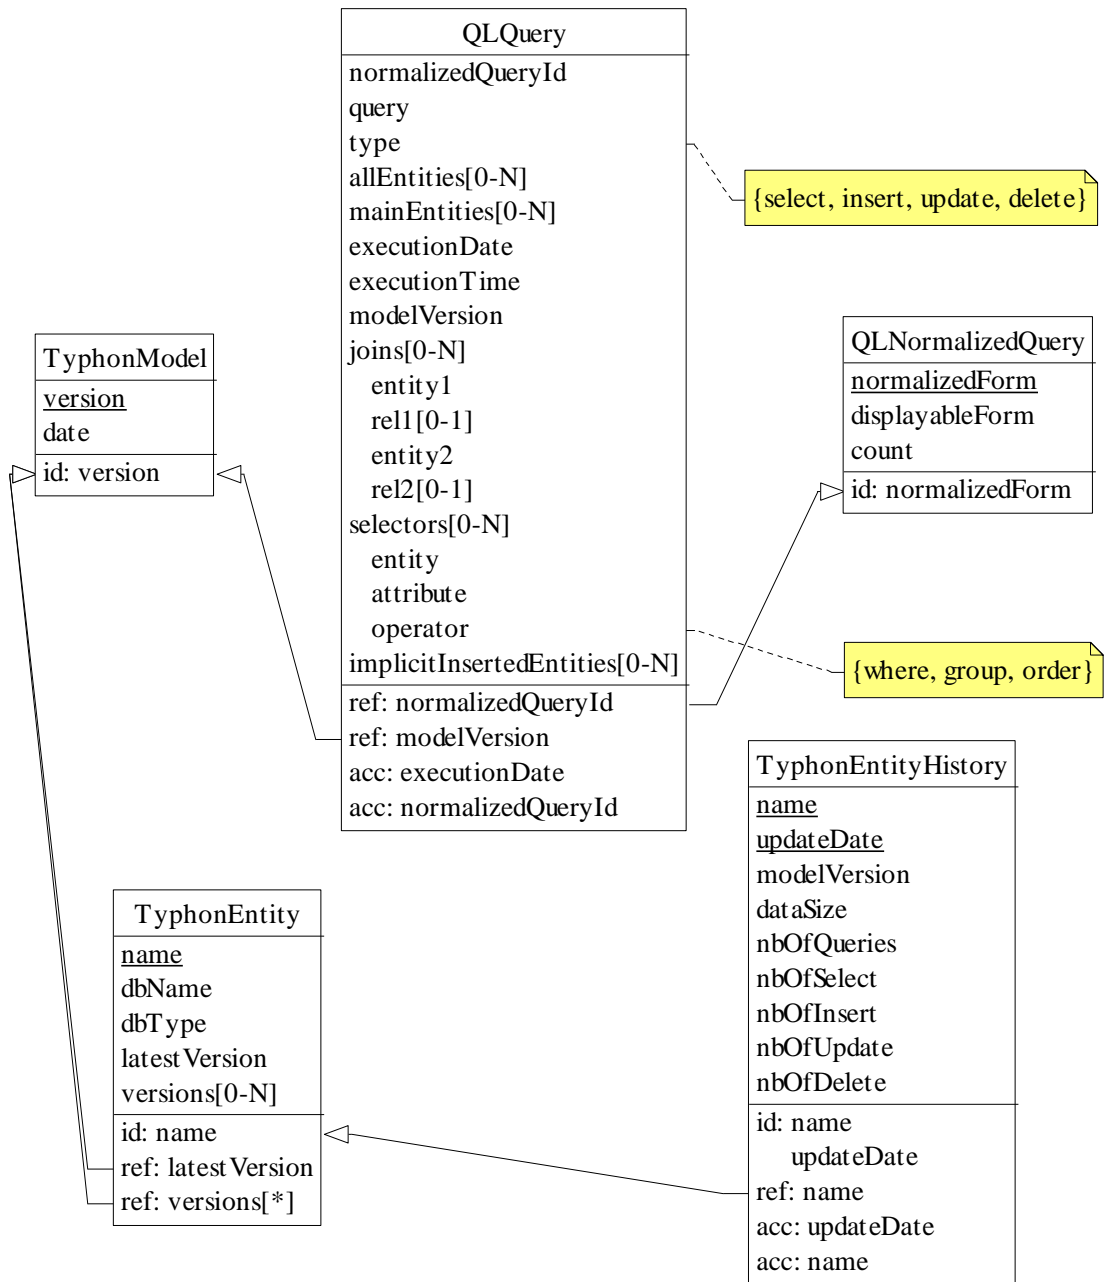 QLQuery
normalizedQueryId
query
type
allEntities[0-N]
mainEntities[0-N]
executionDate
executionTime
modelVersion
joins[0-N]
entity1
rel1[0-1]
entity2
rel2[0-1]
selectors[0-N]
entity
attribute
operator
implicitInsertedEntities[0-N]
ref: normalizedQueryId
ref: modelVersion
acc: executionDate
acc: normalizedQueryId
{select, insert, update, delete}
TyphonModel
version
date
id: version
QLNormalizedQuery
normalizedForm
displayableForm
count
id: normalizedForm
{where, group, order}
TyphonEntityHistory
name
updateDate
modelVersion
dataSize
nbOfQueries
nbOfSelect
nbOfInsert
nbOfUpdate
nbOfDelete
id: name
updateDate
ref: name
acc: updateDate
acc: name
TyphonEntity
name
dbName
dbType
latestVersion
versions[0-N]
id: name
ref: latestVersion
ref: versions[*]